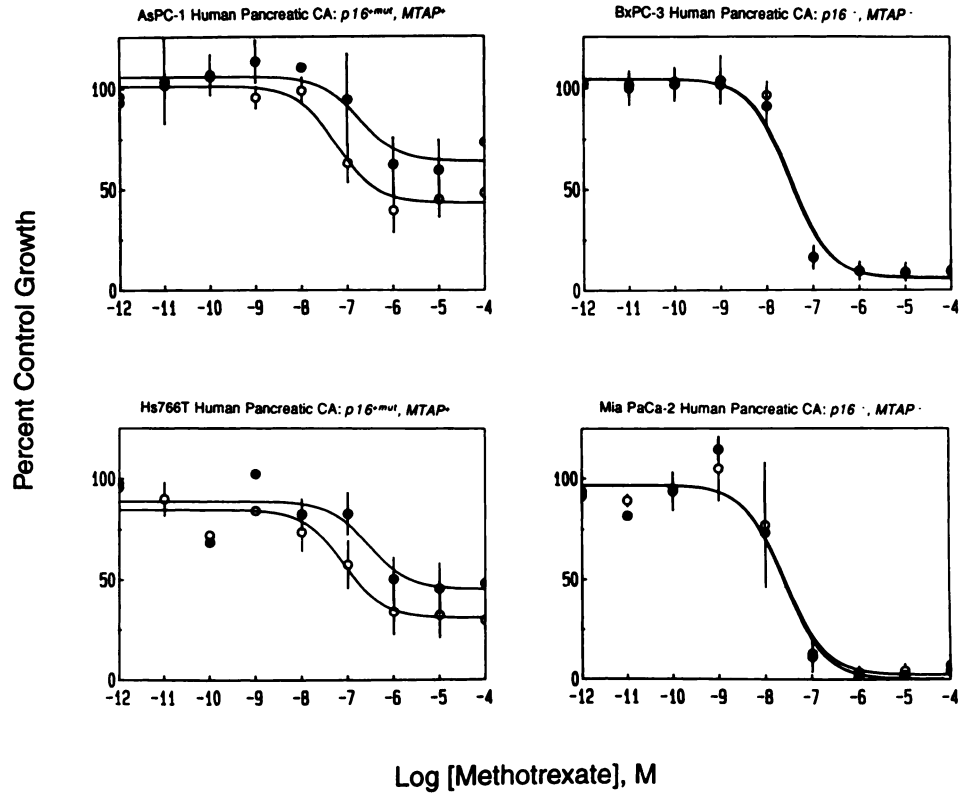 AsPC-1 Human Pancreatic CA: p16+mut, MTAP+
BxPC-3 Human Pancreatic CA: p16 -, MTAP -
100
50
0
-12 -11 -10 -9 -8 -7 -6 -5 -4
100
50
0
-12 -11 -10 -9 -8 -7 -6 -5 -4
Percent Control Growth
Hs766T Human Pancreatic CA: p16+mut, MTAP+
Mia PaCa-2 Human Pancreatic CA: p16 -, MTAP -
100
50
0
-12 -11 -10 -9 -8 -7 -6 -5 -4
100
50
0
-12 -11 -10 -9 -8 -7 -6 -5 -4
Log [Methotrexate], M